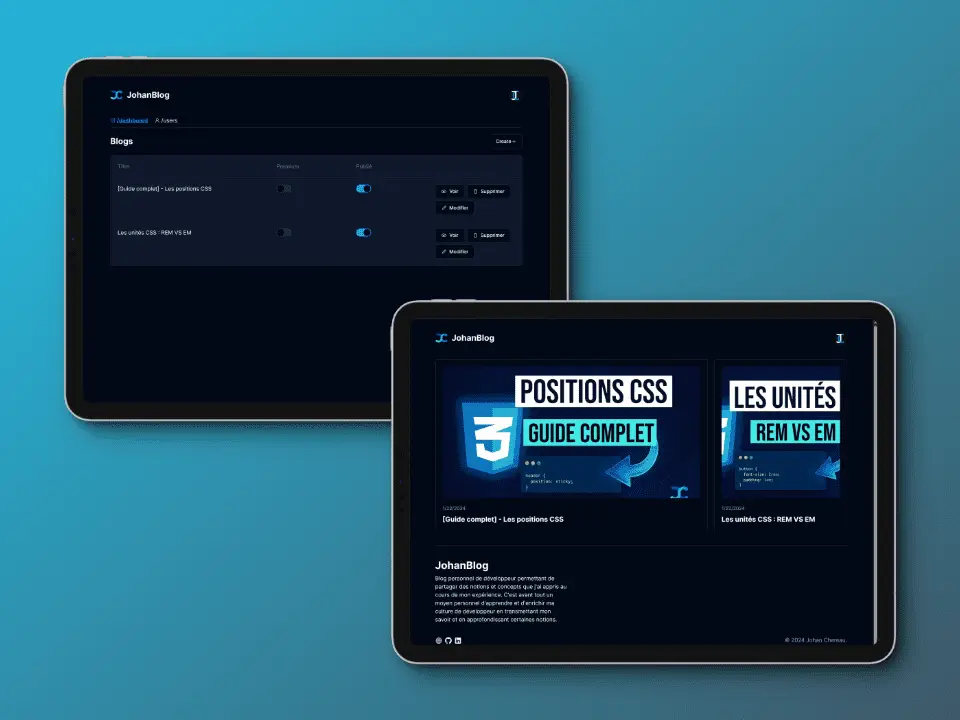 JohanBlog
/dashboard /users
Blogs
Create +
Titre Premium Publié
[Guide complet] - Les positions CSS
Voir Supprimer
Modifier
Les unités CSS : REM VS EM
Voir Supprimer
Modifier
JohanBlog
POSITIONS CSS
GUIDE COMPLET
3
header {
position: sticky;
}
[Guide complet] - Les positions CSS
LES UNITÉS
REM VS EM
button {
font-size: 1rem;
padding: 1em;
}
1/22/2024
Les unités CSS : REM VS EM
JohanBlog
Blog personnel de développeur permettant de
partager des notions et concepts que j'ai appris au
cours de mon expérience. C'est avant tout un
moyen personnel d'apprendre et d'enrichir ma
culture de développeur en transmettant mon
savoir et en approfondissant certaines notions.
© 2024 Johan Chereau